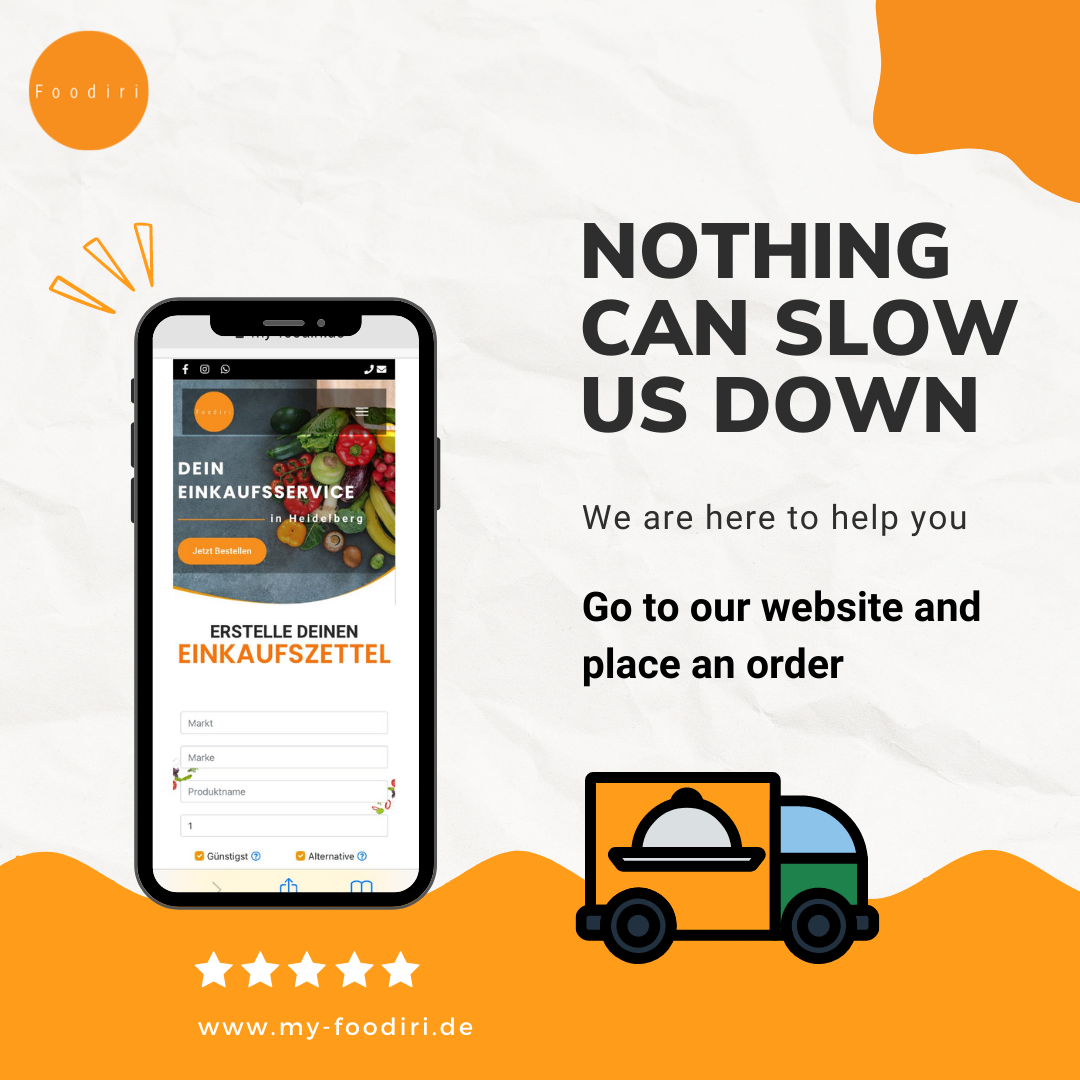 Foodiri
NOTHING
CAN SLOW
US DOWN
We are here to help you
Go to our website and
place an order
Foodiri
DEIN
EINKAUFSSERVICE
in Heidelberg
Jetzt Bestellen
ERSTELLE DEINEN
EINKAUFSZETTEL
Markt
Marke
Produktname
1
Günstigst
Alternative
www.my-foodiri.de